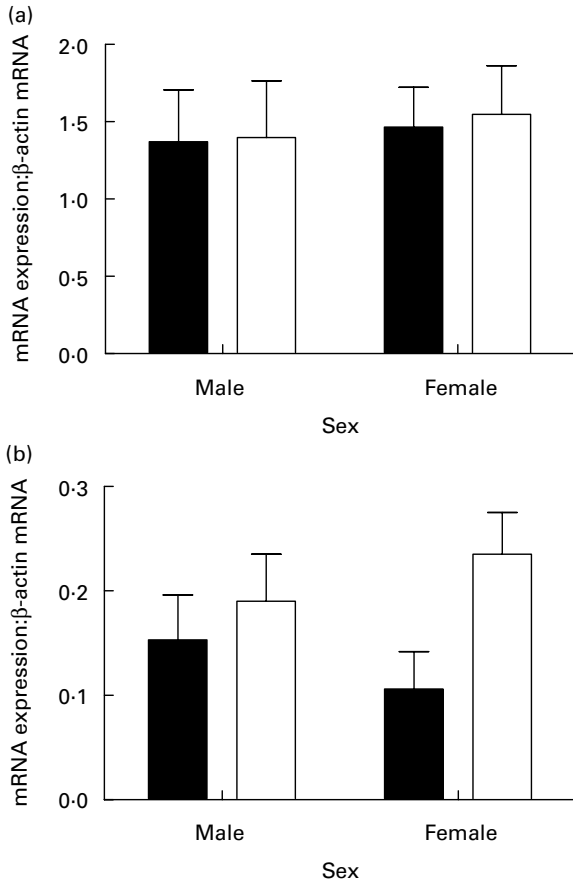 (a)
mRNA expression:β-actin mRNA
2·0
1·5
1·0
0·5
0·0
Male Female
Sex
(b)
mRNA expression:β-actin mRNA
0·3
0·2
0·1
0·0
Male Female
Sex